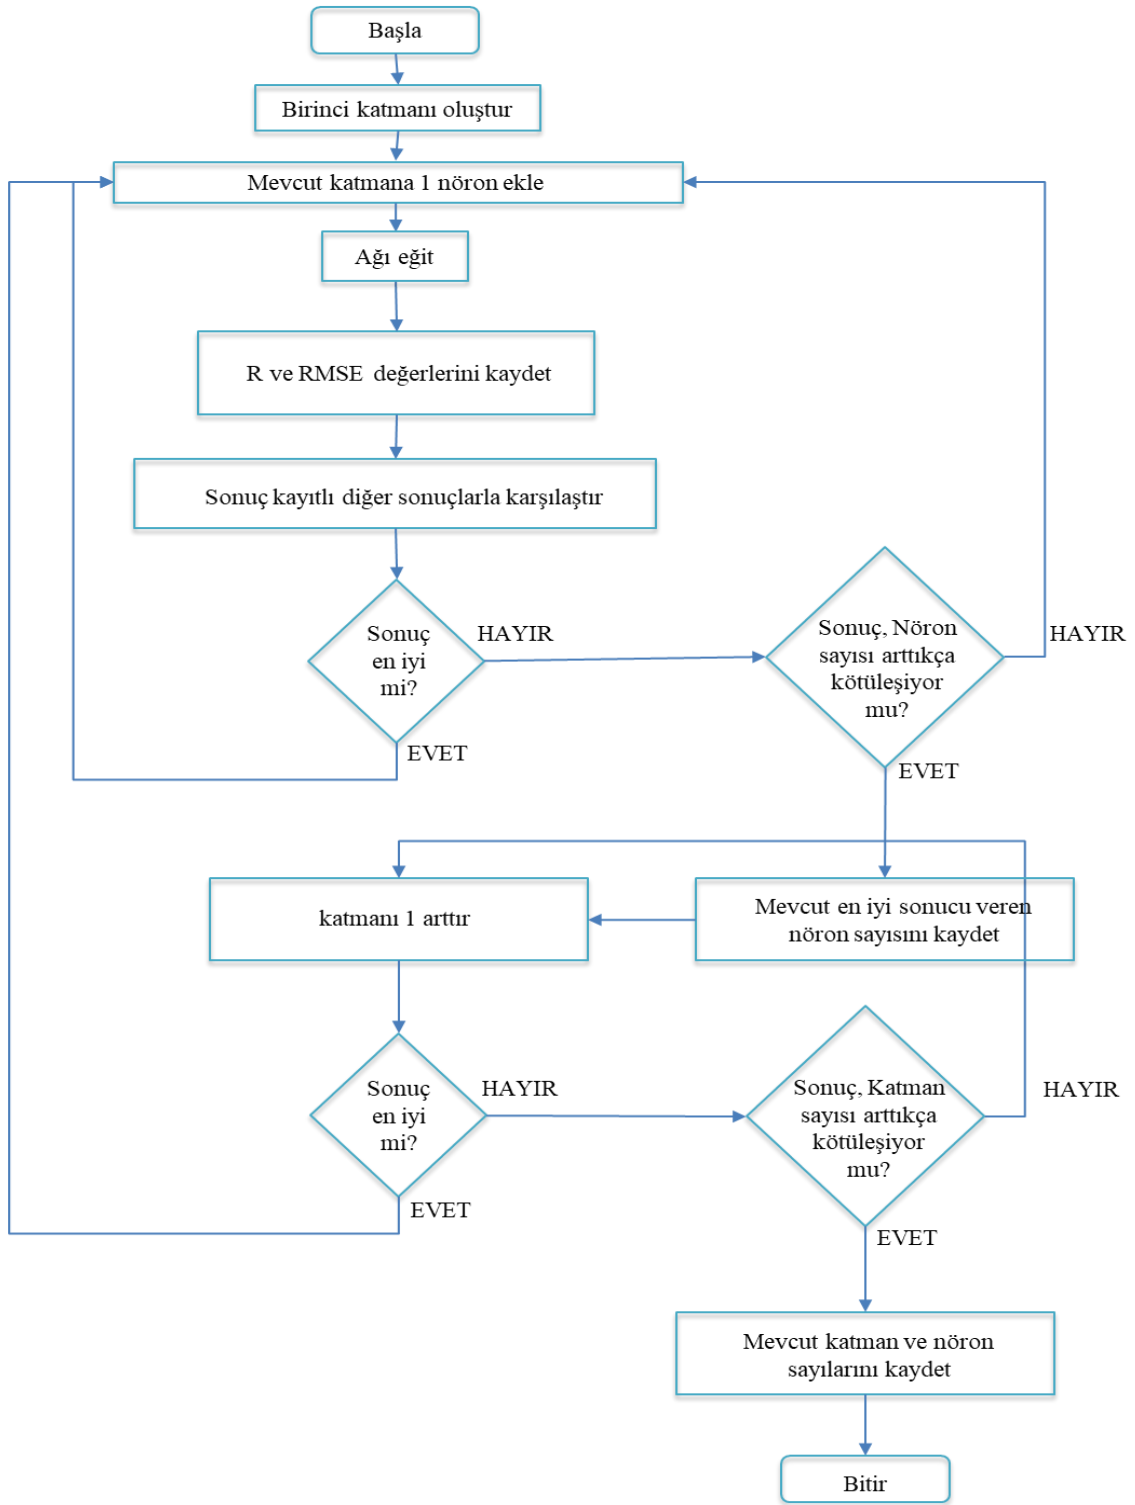 Başla
Birinci katmanı oluştur
Mevcut katmana 1 nöron ekle
Ağı eğit
R ve RMSE değerlerini kaydet
Sonuç kayıtlı diğer sonuçlarla karşılaştır
Sonuç
en iyi
mi?
HAYIR
EVET
Sonuç, Nöron
sayısı arttıkça
kötüleşiyor
mu?
HAYIR
EVET
Mevcut en iyi sonucu veren
nöron sayısını kaydet
katmanı 1 arttır
Sonuç
en iyi
mi?
HAYIR
EVET
Sonuç, Katman
sayısı arttıkça
kötüleşiyor
mu?
HAYIR
EVET
Mevcut katman ve nöron
sayılarını kaydet
Bitir